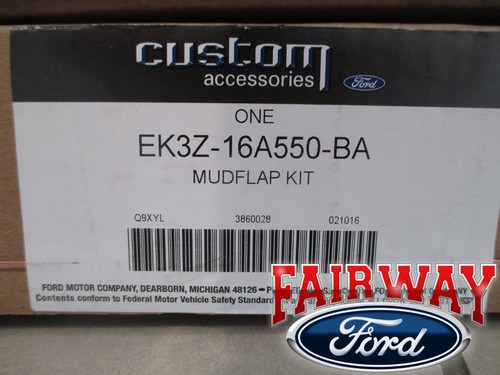 custom
accessories Ford
ONE
EK3Z-16A550-BA
MUDFLAP KIT
Q9XYL 3860028 021016
FORD MOTOR COMPANY, DEARBORN, MICHIGAN 48126
Contents conform to Federal Motor Vehicle Safety Standard
FAIRWAY
Ford